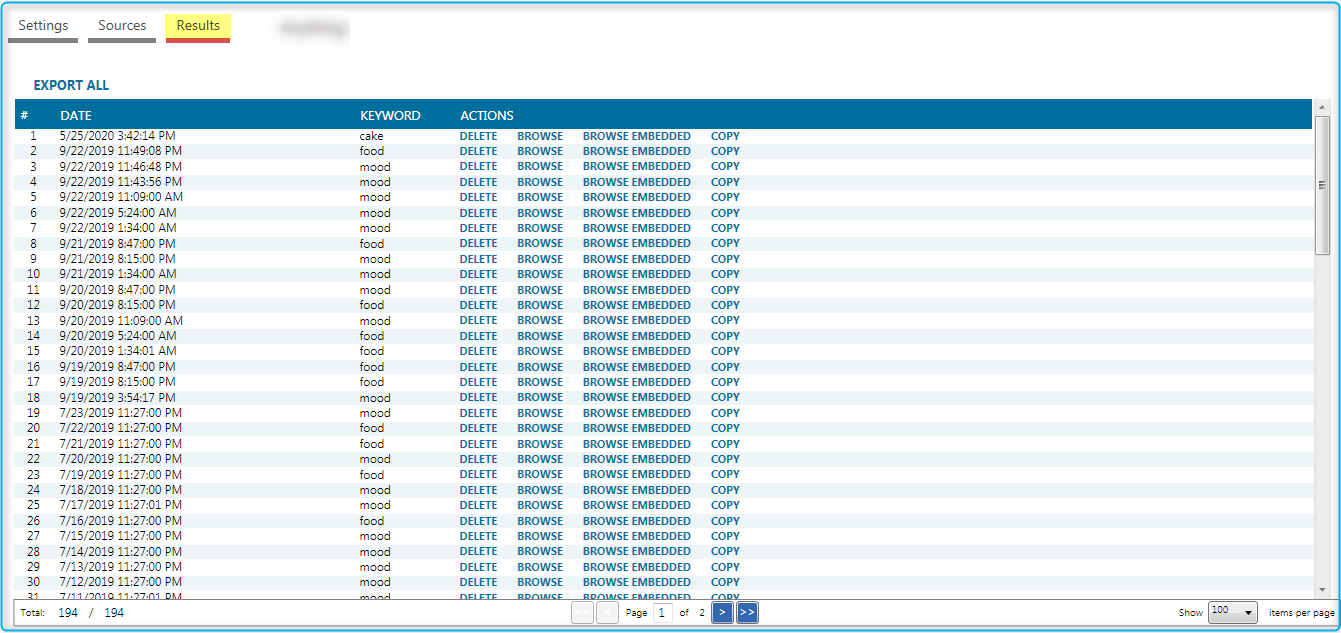 Settings Sources Results
EXPORT ALL
# DATE KEYWORD ACTIONS
1 5/25/2020 3:42:14 PM cake DELETE BROWSE BROWSE EMBEDDED COPY
2 9/22/2019 11:49:08 PM food DELETE BROWSE BROWSE EMBEDDED COPY
3 9/22/2019 11:46:48 PM mood DELETE BROWSE BROWSE EMBEDDED COPY
4 9/22/2019 11:43:56 PM mood DELETE BROWSE BROWSE EMBEDDED COPY
5 9/22/2019 11:09:00 AM mood DELETE BROWSE BROWSE EMBEDDED COPY
6 9/22/2019 5:24:00 AM mood DELETE BROWSE BROWSE EMBEDDED COPY
7 9/22/2019 1:34:00 AM mood DELETE BROWSE BROWSE EMBEDDED COPY
8 9/21/2019 8:47:00 PM food DELETE BROWSE BROWSE EMBEDDED COPY
9 9/21/2019 8:15:00 PM mood DELETE BROWSE BROWSE EMBEDDED COPY
10 9/21/2019 1:34:00 AM mood DELETE BROWSE BROWSE EMBEDDED COPY
11 9/20/2019 8:47:00 PM mood DELETE BROWSE BROWSE EMBEDDED COPY
12 9/20/2019 8:15:00 PM food DELETE BROWSE BROWSE EMBEDDED COPY
13 9/20/2019 11:09:00 AM mood DELETE BROWSE BROWSE EMBEDDED COPY
14 9/20/2019 5:24:00 AM food DELETE BROWSE BROWSE EMBEDDED COPY
15 9/20/2019 1:34:01 AM food DELETE BROWSE BROWSE EMBEDDED COPY
16 9/19/2019 8:47:00 PM food DELETE BROWSE BROWSE EMBEDDED COPY
17 9/19/2019 8:15:00 PM food DELETE BROWSE BROWSE EMBEDDED COPY
18 9/19/2019 3:54:17 PM mood DELETE BROWSE BROWSE EMBEDDED COPY
19 7/23/2019 11:27:00 PM mood DELETE BROWSE BROWSE EMBEDDED COPY
20 7/22/2019 11:27:00 PM food DELETE BROWSE BROWSE EMBEDDED COPY
21 7/21/2019 11:27:00 PM food DELETE BROWSE BROWSE EMBEDDED COPY
22 7/20/2019 11:27:00 PM mood DELETE BROWSE BROWSE EMBEDDED COPY
23 7/19/2019 11:27:00 PM food DELETE BROWSE BROWSE EMBEDDED COPY
24 7/18/2019 11:27:00 PM mood DELETE BROWSE BROWSE EMBEDDED COPY
25 7/17/2019 11:27:01 PM mood DELETE BROWSE BROWSE EMBEDDED COPY
26 7/16/2019 11:27:00 PM food DELETE BROWSE BROWSE EMBEDDED COPY
27 7/15/2019 11:27:00 PM mood DELETE BROWSE BROWSE EMBEDDED COPY
28 7/14/2019 11:27:00 PM mood DELETE BROWSE BROWSE EMBEDDED COPY
29 7/13/2019 11:27:00 PM mood DELETE BROWSE BROWSE EMBEDDED COPY
30 7/12/2019 11:27:00 PM mood DELETE BROWSE BROWSE EMBEDDED COPY
31 7/11/2019 11:27:01 PM mood DELETE BROWSE BROWSE EMBEDDED COPY
Total: 194 / 194 << < Page 1 of 2 > >> Show 100 items per page